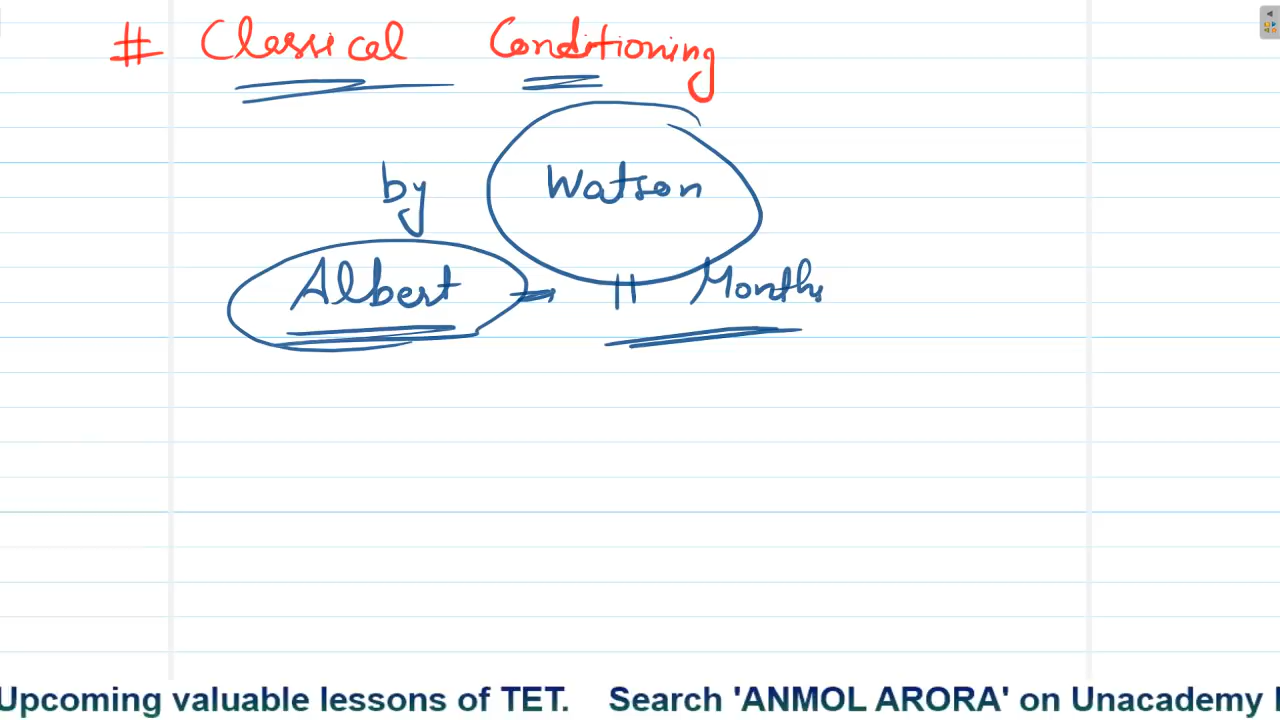 # Classical Conditioning
by Watson
Albert → 11 Months
Upcoming valuable lessons of TET. Search 'ANMOL ARORA' on Unacademy